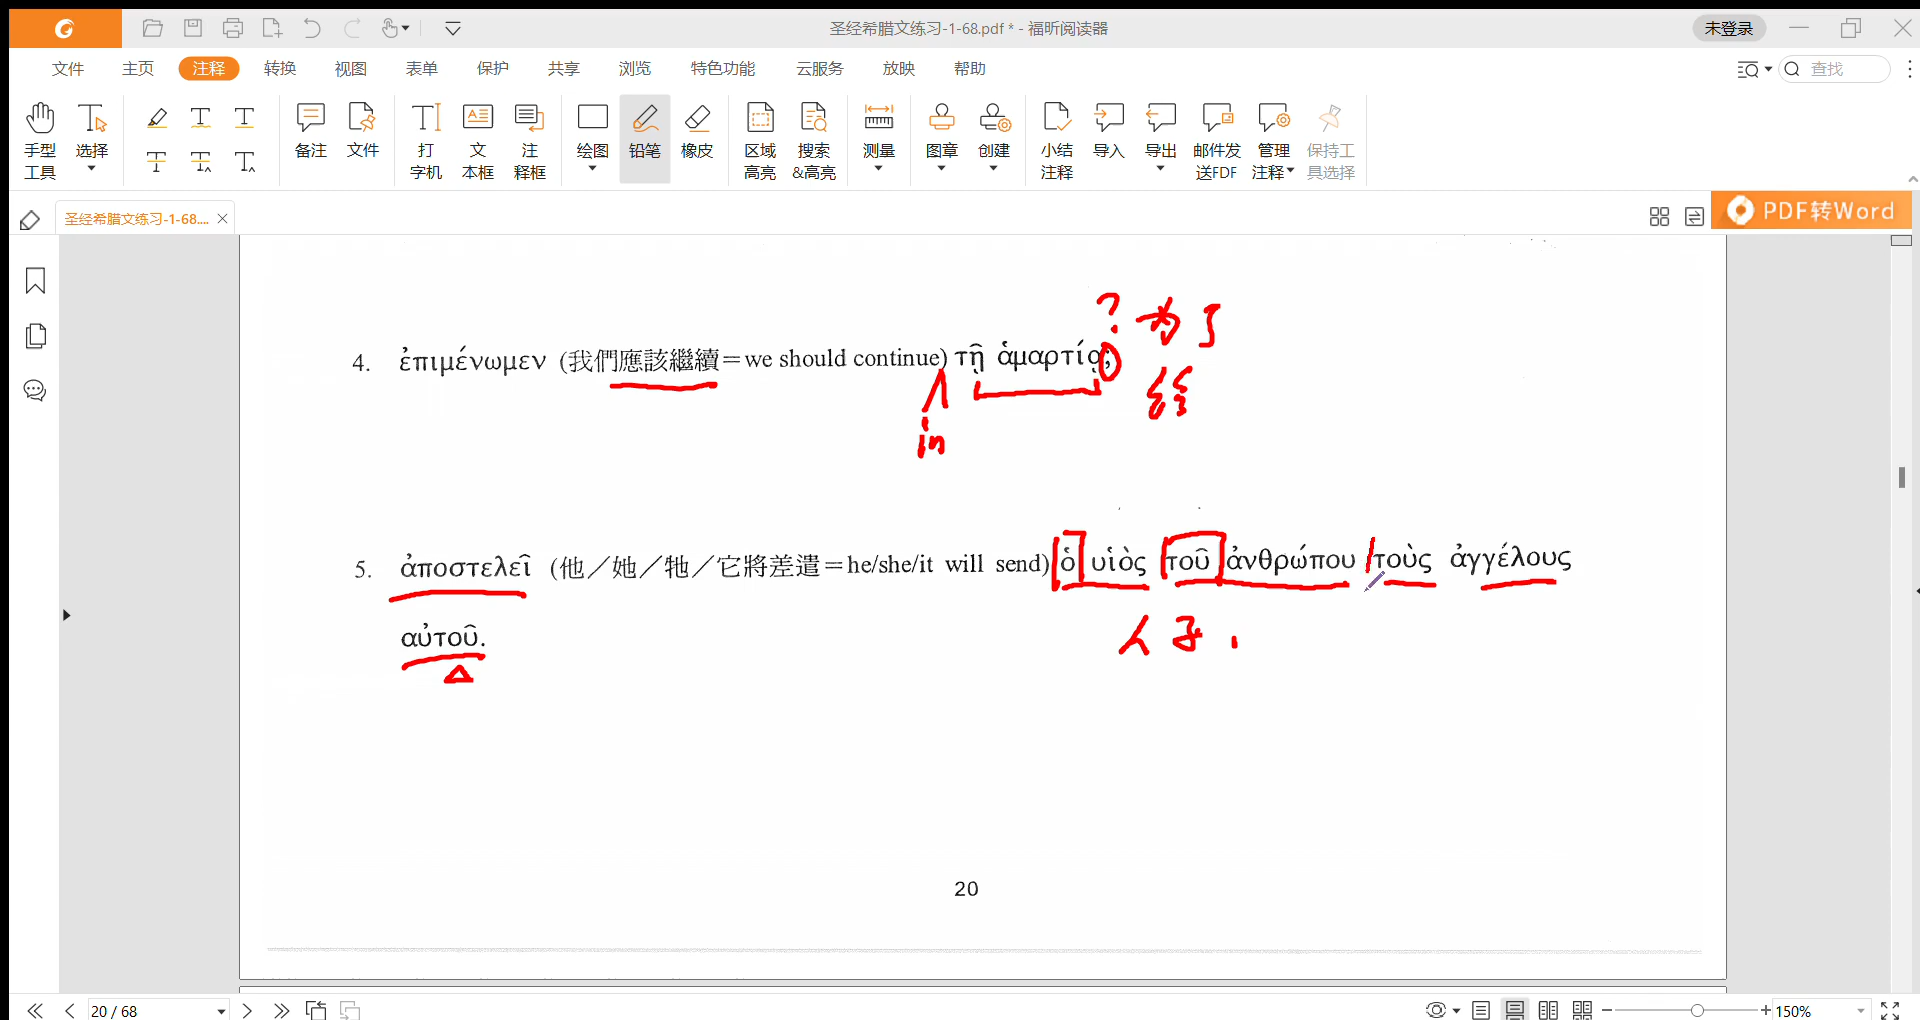 圣经希腊文练习-1-68.pdf * - 福昕阅读器
未登录
文件 主页 注释 转换 视图 表单 保护 共享 浏览 特色功能 云服务 放映 帮助
查找
手型工具 选择 备注 文件 打字机 文本框 注释框 绘图 铅笔 橡皮 区域高亮 搜索&高亮 测量 图章 创建 小结注释 导入 导出 邮件发送FDF 管理注释 保持工具选择
圣经希腊文练习-1-68....
PDF转Word
? 为了
4. ἐπιμένωμεν (我們應該繼續=we should continue) τῇ ἁμαρτίᾳ;
in
5. ἀποστελεῖ (他／她／牠／它將差遣=he/she/it will send) ὁ υἱὸς τοῦ ἀνθρώπου τοὺς ἀγγέλους
αὐτοῦ.
人子
20
20 / 68
150%